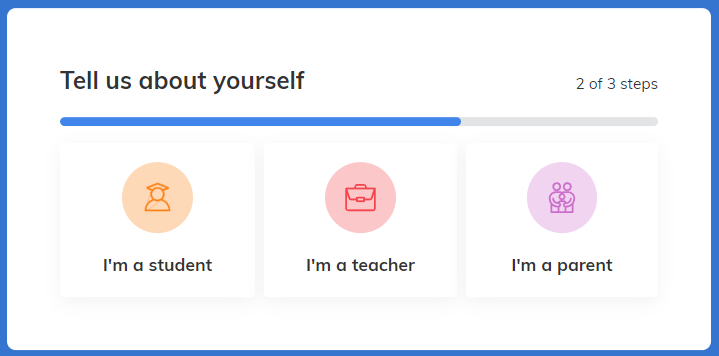 Tell us about yourself
2 of 3 steps
I'm a student
I'm a teacher
I'm a parent